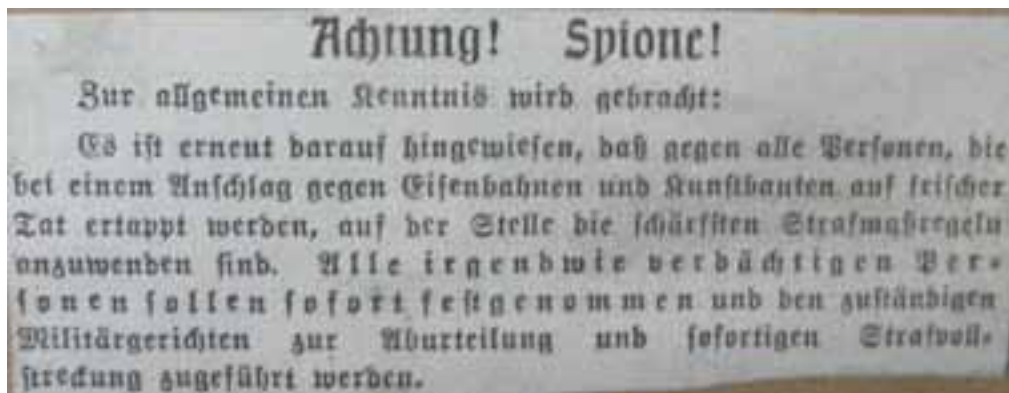 Achtung! Spione!
Zur allgemeinen Kenntnis wird gebracht:
Es ist erneut darauf hingewiesen, daß gegen alle Personen, die
bei einem Anschlag gegen Eisenbahnen und Kunstbauten auf frischer
Tat ertappt werden, auf der Stelle die schärfsten Strafmaßregeln
anzuwenden sind. Alle irgendwie verdächtigen Per-
sonen sollen sofort festgenommen und den zuständigen
Militärgerichten zur Aburteilung und sofortigen Strafvoll-
streckung zugeführt werden.